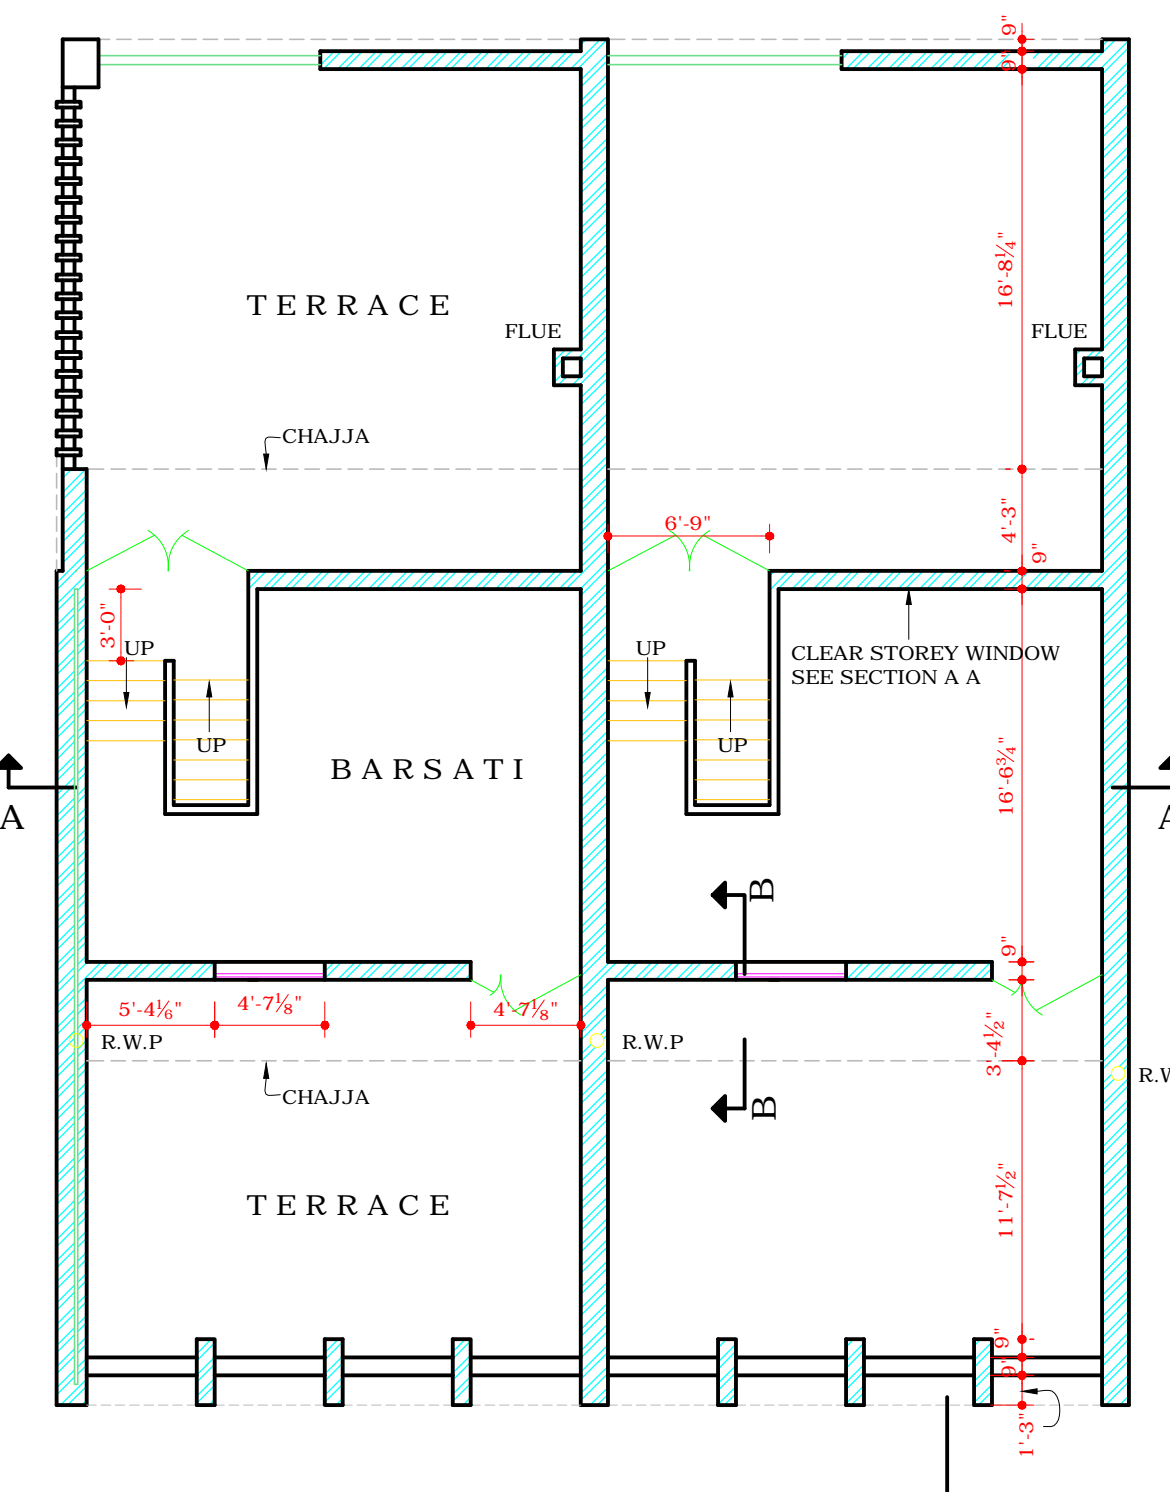 9"
9"
16'-8¼"
TERRACE
FLUE
FLUE
CHAJJA
4'-3"
6'-9"
9"
3'-0"
UP
UP
CLEAR STOREY WINDOW
SEE SECTION A A
UP
UP
BARSATI
16'-6¾"
A
A
B
9"
5'-4⅙"
4'-7⅛"
4'-7⅛"
R.W.P
R.W.P
3'-4½"
R.W
CHAJJA
B
TERRACE
11'-7½"
9"
9"
1'-3"